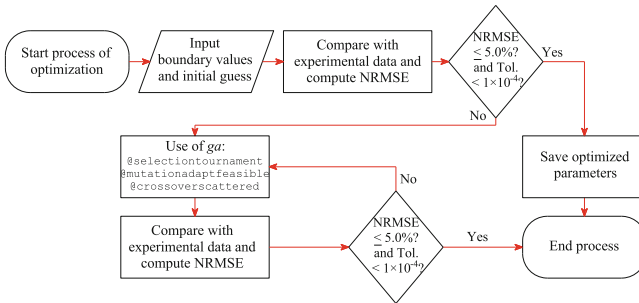 Start process of
optimization
Input
boundary values
and initial guess
Compare with
experimental data and
compute NRMSE
NRMSE
≤ 5.0%?
and Tol.
< 1×10⁻⁴?
Yes
No
Use of ga:
@selectiontournament
@mutationadaptfeasible
@crossoverscattered
Save optimized
parameters
No
Compare with
experimental data and
compute NRMSE
NRMSE
≤ 5.0%?
and Tol.
< 1×10⁻⁴?
Yes
End process